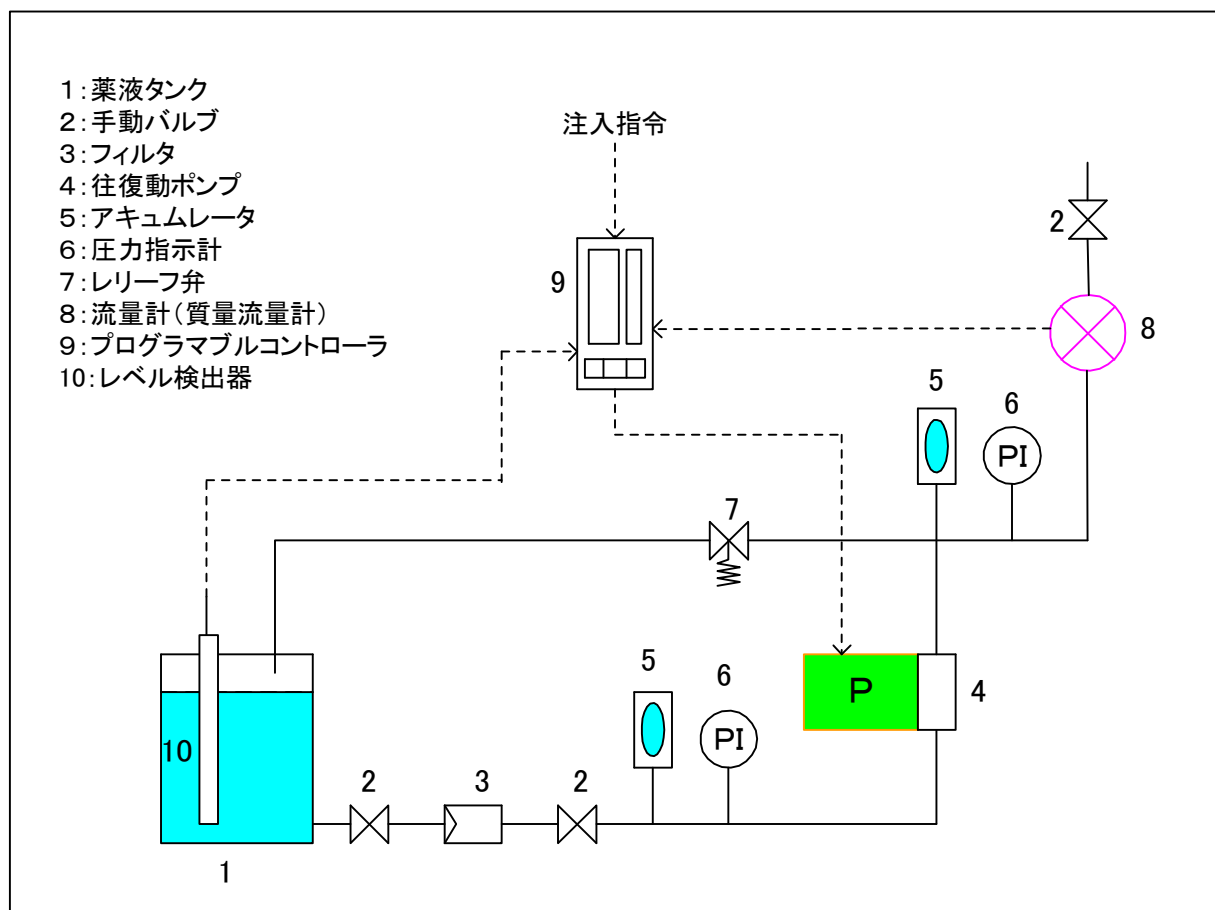 1:薬液タンク
2:手動バルブ
3:フィルタ
4:往復動ポンプ
5:アキュムレータ
6:圧力指示計
7:レリーフ弁
8:流量計(質量流量計)
9:プログラマブルコントローラ
10:レベル検出器
注入指令
2
9
8
5
6
PI
7
5
6
P
4
PI
10
2
3
2
1